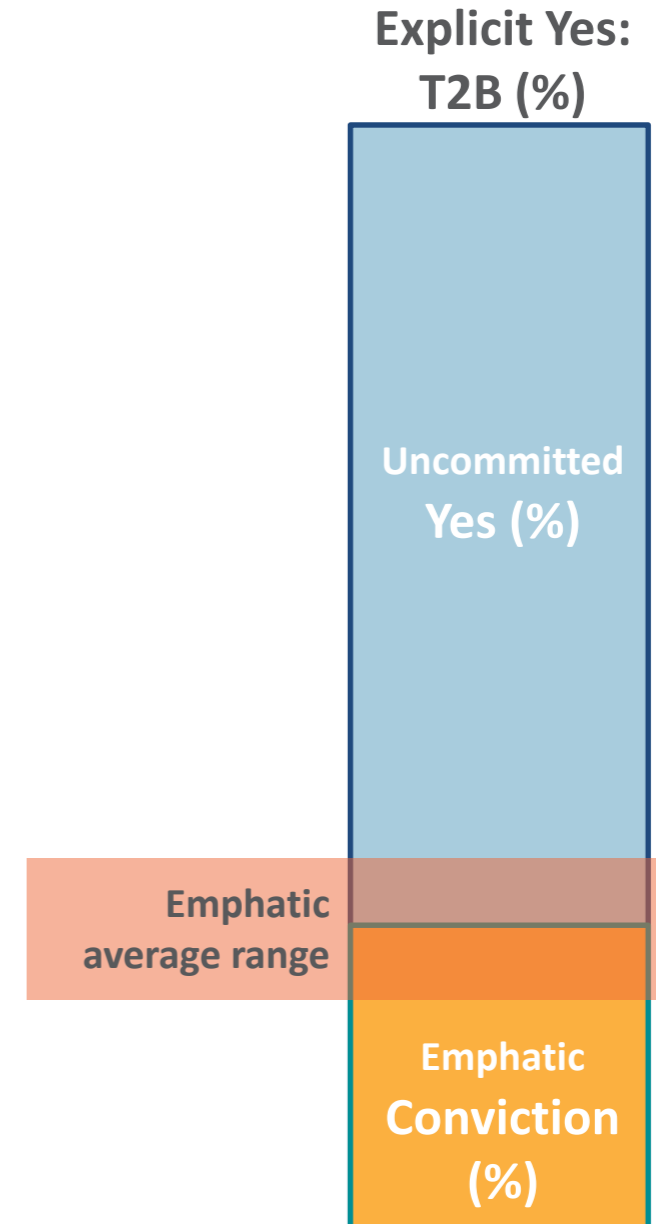 Explicit Yes:
T2B (%)
Uncommitted
Yes (%)
Emphatic
average range
Emphatic
Conviction
(%)